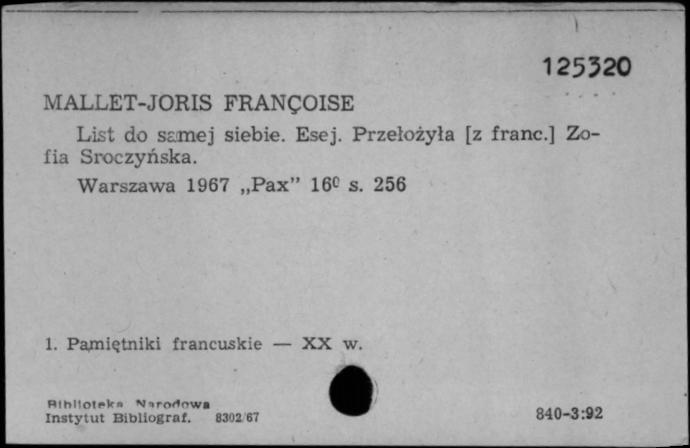 125320
MALLET-JORIS FRANÇOISE
List do samej siebie. Esej. Przełożyła [z franc.] Zo-
fia Sroczyńska.
Warszawa 1967 „Pax” 16⁰ s. 256
1. Pamiętniki francuskie — XX w.
Biblioteka Narodowa
Instytut Bibliograf. 8302/67
840-3:92